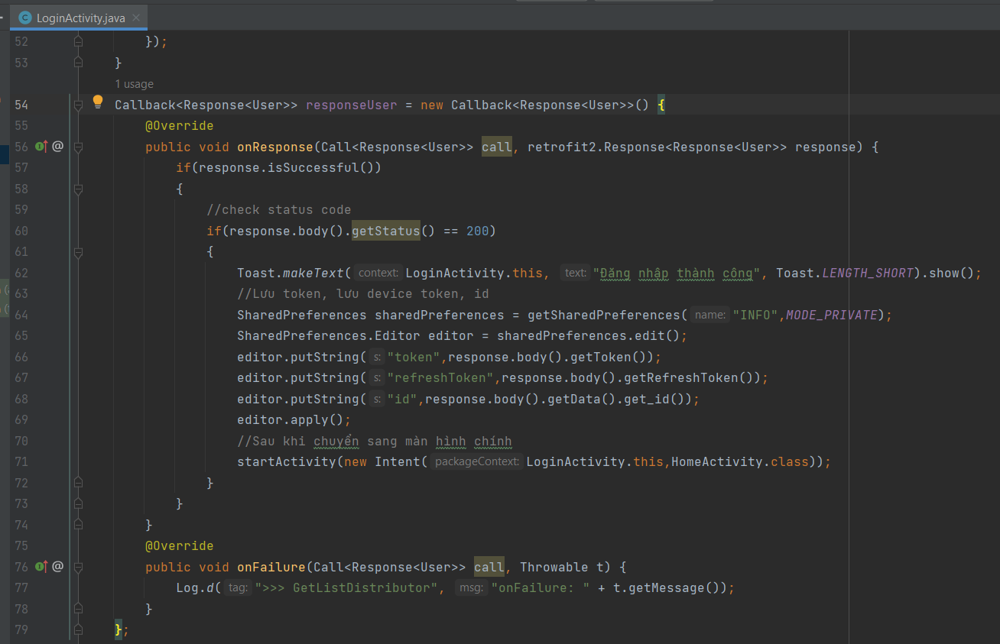 LoginActivity.java
52 });
53 }
1 usage
54 Callback<Response<User>> responseUser = new Callback<Response<User>>() {
55 @Override
56 public void onResponse(Call<Response<User>> call, retrofit2.Response<Response<User>> response) {
57 if(response.isSuccessful())
58 {
59 //check status code
60 if(response.body().getStatus() == 200)
61 {
62 Toast.makeText( context: LoginActivity.this, text: "Đăng nhập thành công", Toast.LENGTH_SHORT).show();
63 //Lưu token, lưu device token, id
64 SharedPreferences sharedPreferences = getSharedPreferences( name: "INFO",MODE_PRIVATE);
65 SharedPreferences.Editor editor = sharedPreferences.edit();
66 editor.putString( s: "token",response.body().getToken());
67 editor.putString( s: "refreshToken",response.body().getRefreshToken());
68 editor.putString( s: "id",response.body().getData().get_id());
69 editor.apply();
70 //Sau khi chuyển sang màn hình chính
71 startActivity(new Intent( packageContext: LoginActivity.this,HomeActivity.class));
72 }
73 }
74 }
75 @Override
76 public void onFailure(Call<Response<User>> call, Throwable t) {
77 Log.d( tag: ">>> GetListDistributor", msg: "onFailure: " + t.getMessage());
78 }
79 };